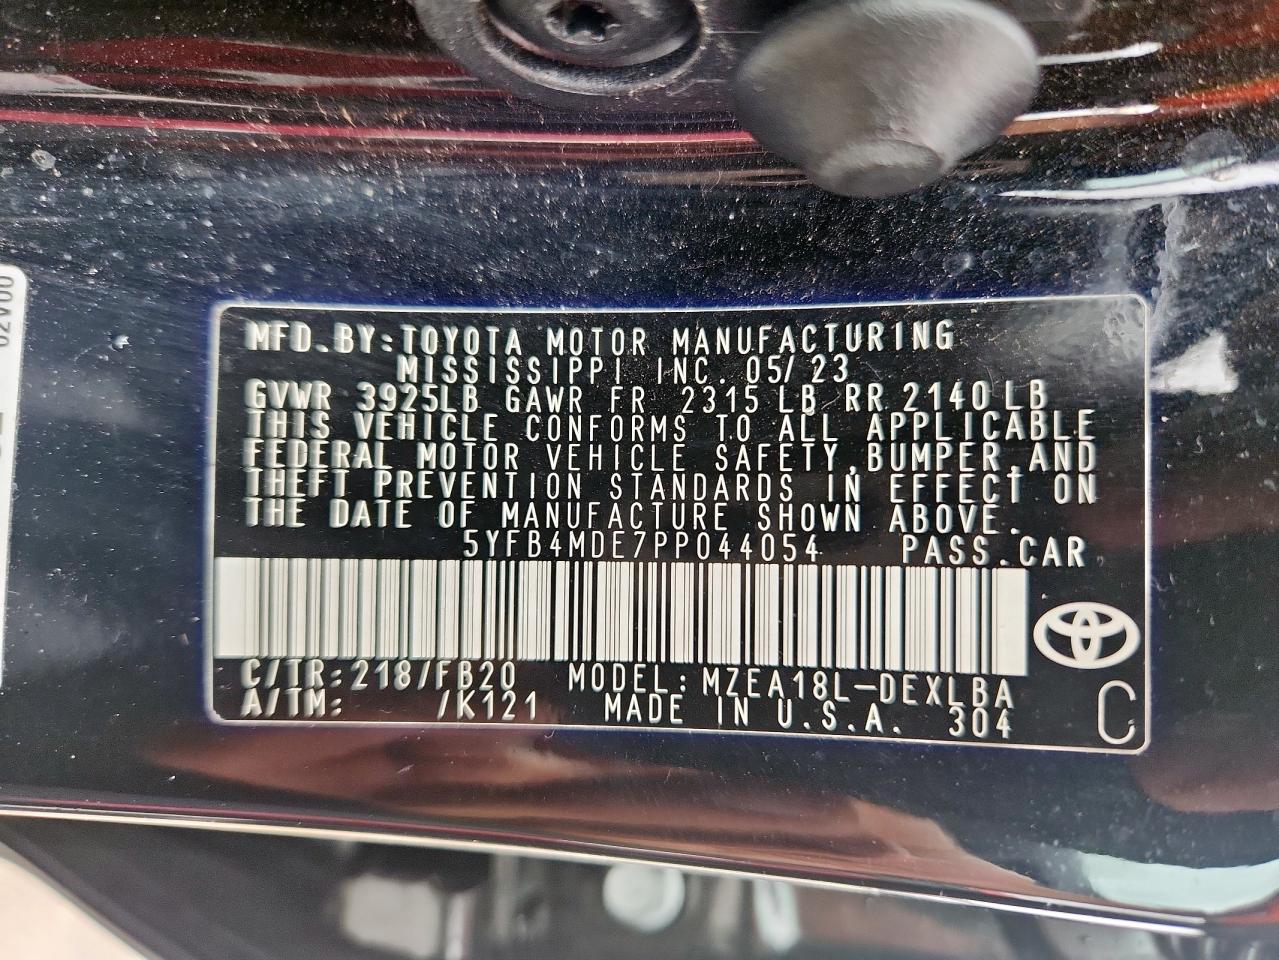 02V00
MFD.BY:TOYOTA MOTOR MANUFACTURING
MISSISSIPPI INC. 05/23
GVWR 3925LB GAWR FR 2315 LB RR 2140LB
THIS VEHICLE CONFORMS TO ALL APPLICABLE
FEDERAL MOTOR VEHICLE SAFETY,BUMPER,AND
THEFT PREVENTION STANDARDS IN EFFECT ON
THE DATE OF MANUFACTURE SHOWN ABOVE.
5YFB4MDE7PP044054 PASS.CAR
C/TR:218/FB20 MODEL:MZEA18L-DEXLBA
A/TM: /K121 MADE IN U.S.A. 304
C